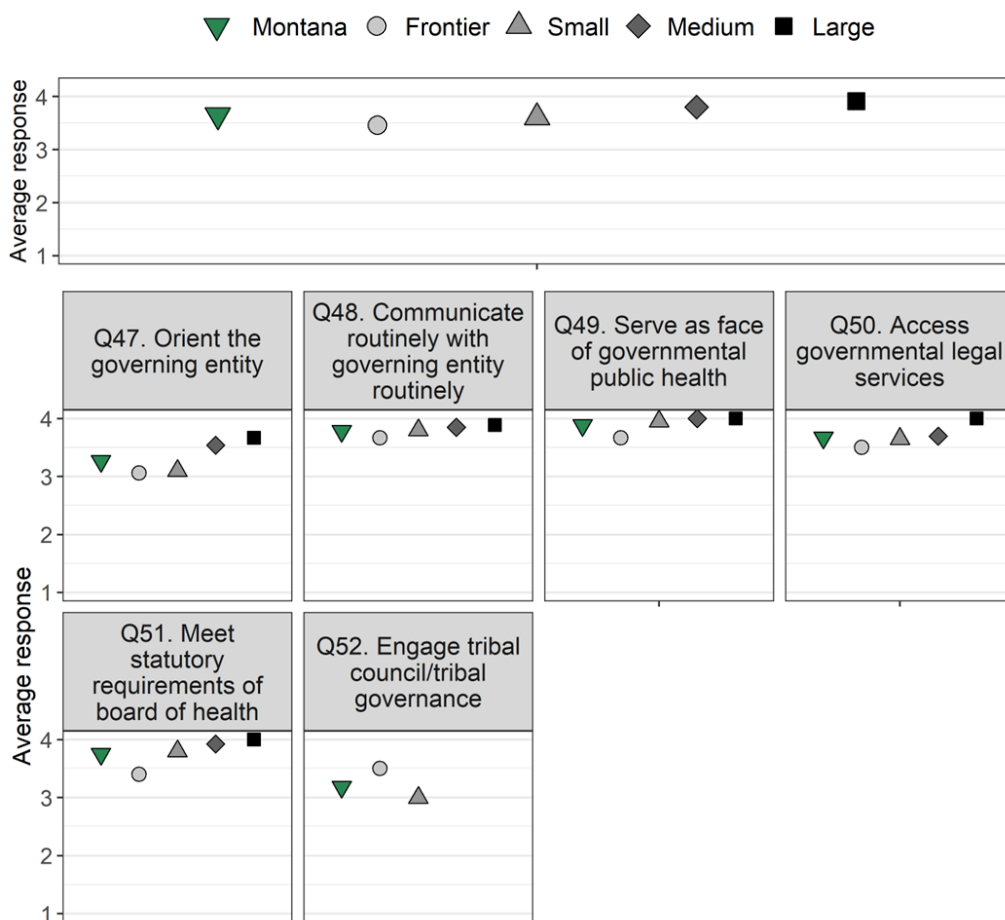 Montana Frontier Small Medium Large
Average response
4
3
2
1
Q47. Orient the
governing entity
Q48. Communicate
routinely with
governing entity
routinely
Q49. Serve as face
of governmental
public health
Q50. Access
governmental legal
services
Average response
4
3
2
1
Q51. Meet
statutory
requirements of
board of health
Q52. Engage tribal
council/tribal
governance
4
3
2
1